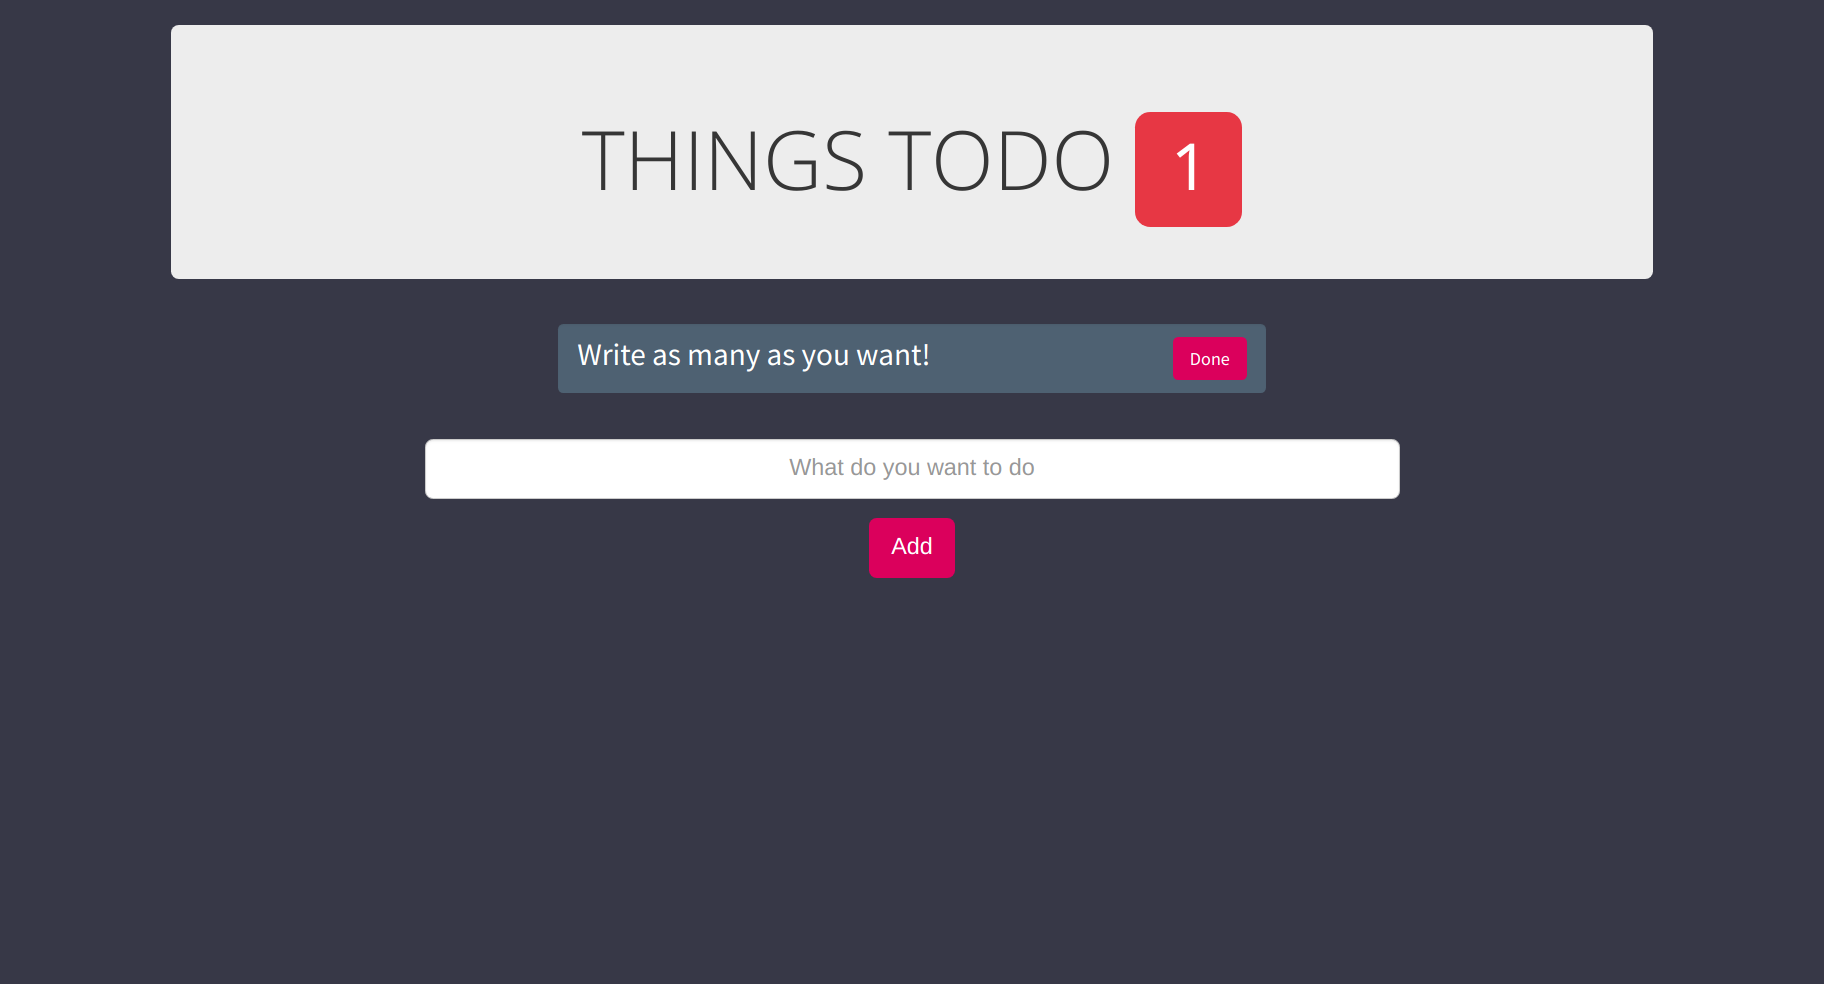 THINGS TODO 1
Write as many as you want!
Done
What do you want to do
Add